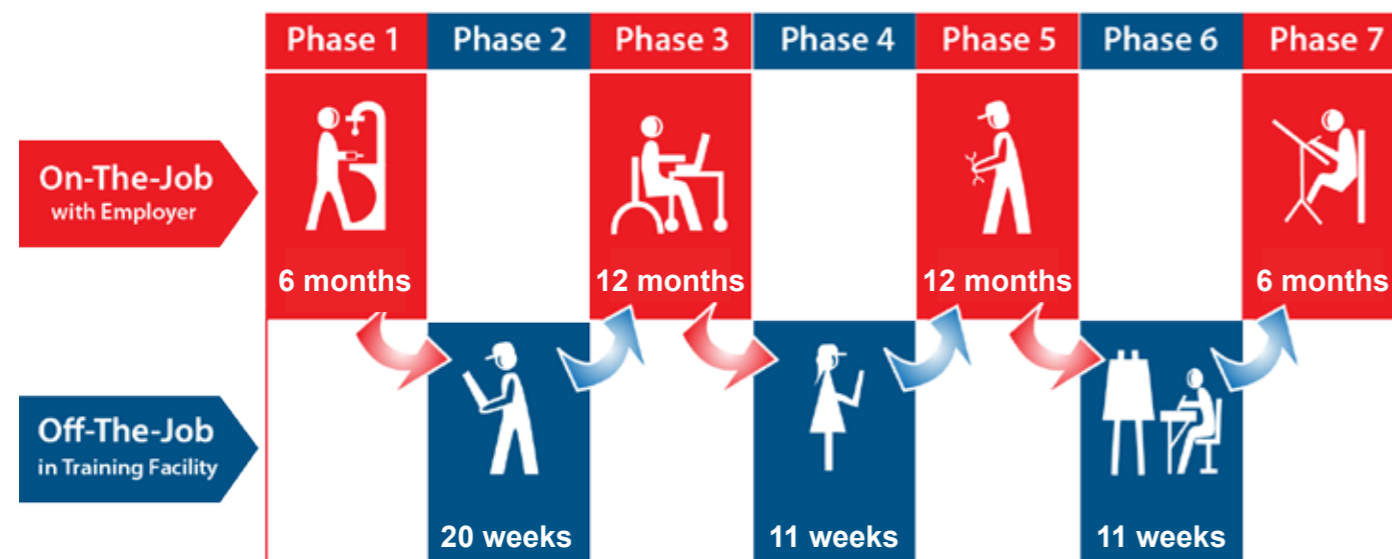 Phase 1 Phase 2 Phase 3 Phase 4 Phase 5 Phase 6 Phase 7
On-The-Job
with Employer
6 months 12 months 12 months 6 months
Off-The-Job
in Training Facility
20 weeks 11 weeks 11 weeks